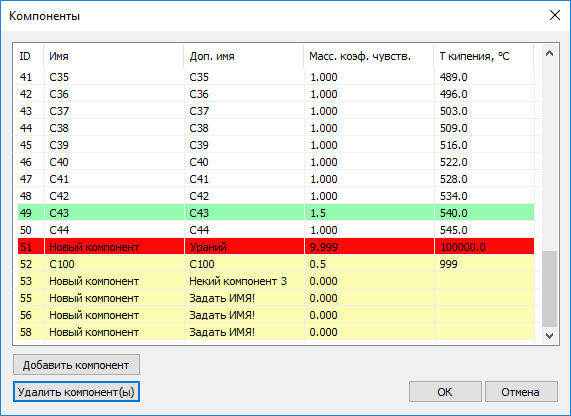 Компоненты
ID Имя Доп. имя Масс. коэф. чувств. Т кипения, °С
41 C35 C35 1.000 489.0
42 C36 C36 1.000 496.0
43 C37 C37 1.000 503.0
44 C38 C38 1.000 509.0
45 C39 C39 1.000 516.0
46 C40 C40 1.000 522.0
47 C41 C41 1.000 528.0
48 C42 C42 1.000 534.0
49 C43 C43 1.5 540.0
50 C44 C44 1.000 545.0
51 Новый компонент Ураний 9.999 100000.0
52 C100 C100 0.5 999
53 Новый компонент Некий компонент 3 0.000
55 Новый компонент Задать ИМЯ! 0.000
56 Новый компонент Задать ИМЯ! 0.000
58 Новый компонент Задать ИМЯ! 0.000
Добавить компонент
Удалить компонент(ы) OK Отмена